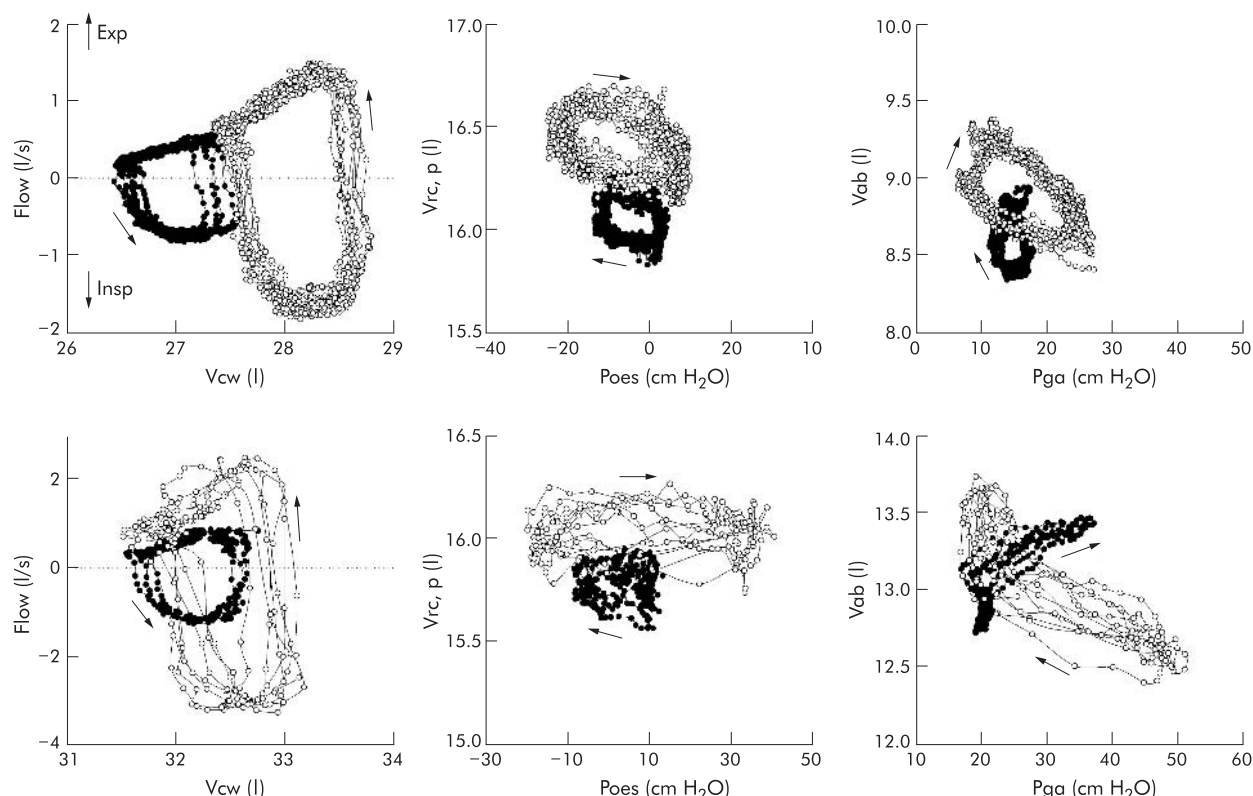 2
1
0
−1
−2
Flow (l/s)
Exp
Insp
26 27 28 29
Vcw (l)
17.0
16.5
16.0
15.5
Vrc, p (l)
−40 −20 0 20 10
Poes (cm H₂O)
10.0
9.5
9.0
8.5
8.0
Vab (l)
0 10 20 30 40 50
Pga (cm H₂O)
2
0
−2
−4
Flow (l/s)
31 32 33 34
Vcw (l)
16.5
16.0
15.5
15.0
Vrc, p (l)
−30 −10 10 30 50
Poes (cm H₂O)
14.0
13.5
13.0
12.5
12.0
Vab (l)
10 20 30 40 50 60
Pga (cm H₂O)